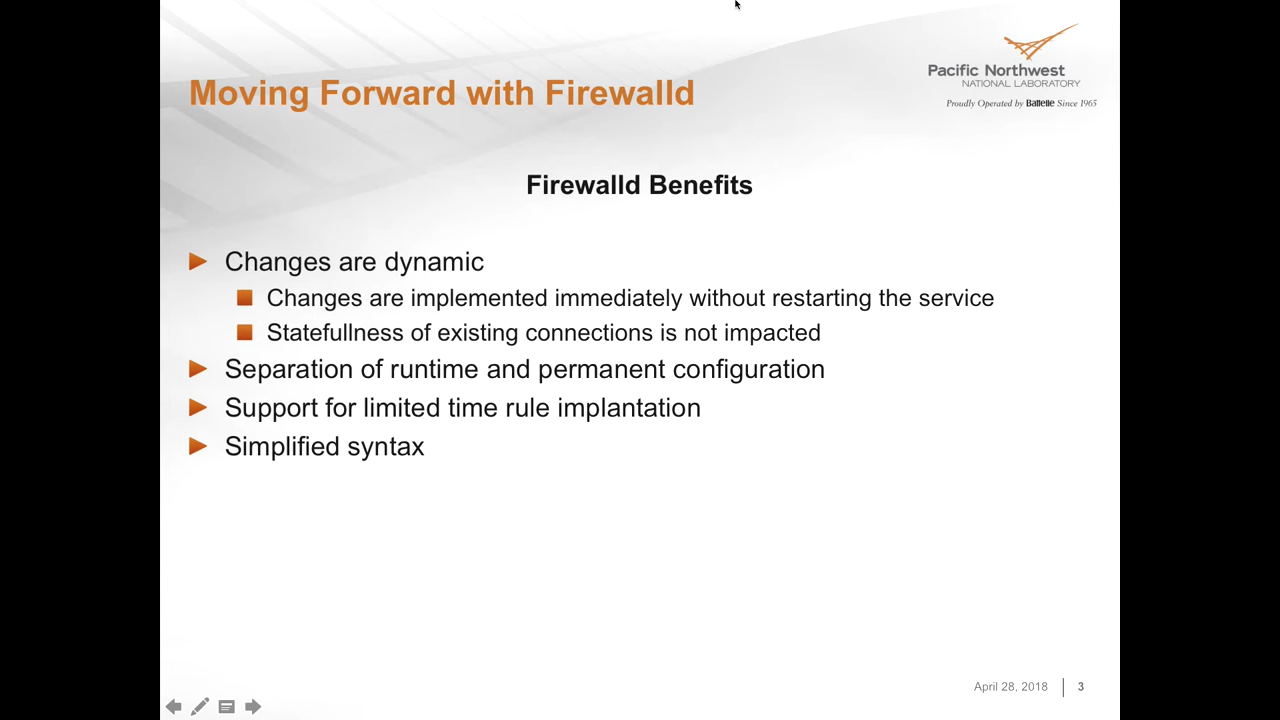 Pacific Northwest
NATIONAL LABORATORY
Proudly Operated by Battelle Since 1965
Moving Forward with Firewalld
Firewalld Benefits
Changes are dynamic
Changes are implemented immediately without restarting the service
Statefullness of existing connections is not impacted
Separation of runtime and permanent configuration
Support for limited time rule implantation
Simplified syntax
April 28, 2018 3